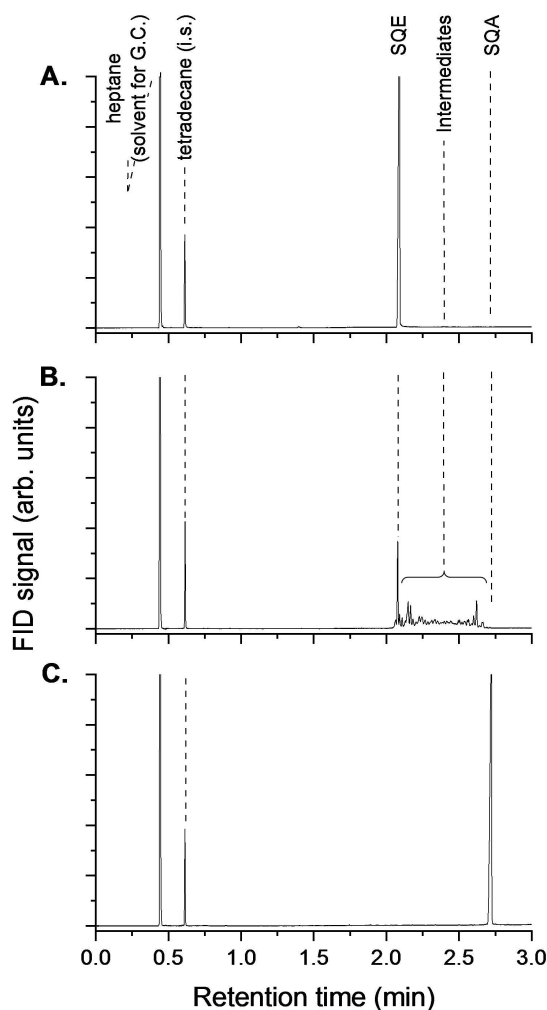 A.
heptane
(solvent for G.C.)
tetradecane (i.s.)
SQE
Intermediates
SQA
B.
C.
FID signal (arb. units)
0.0 0.5 1.0 1.5 2.0 2.5 3.0
Retention time (min)